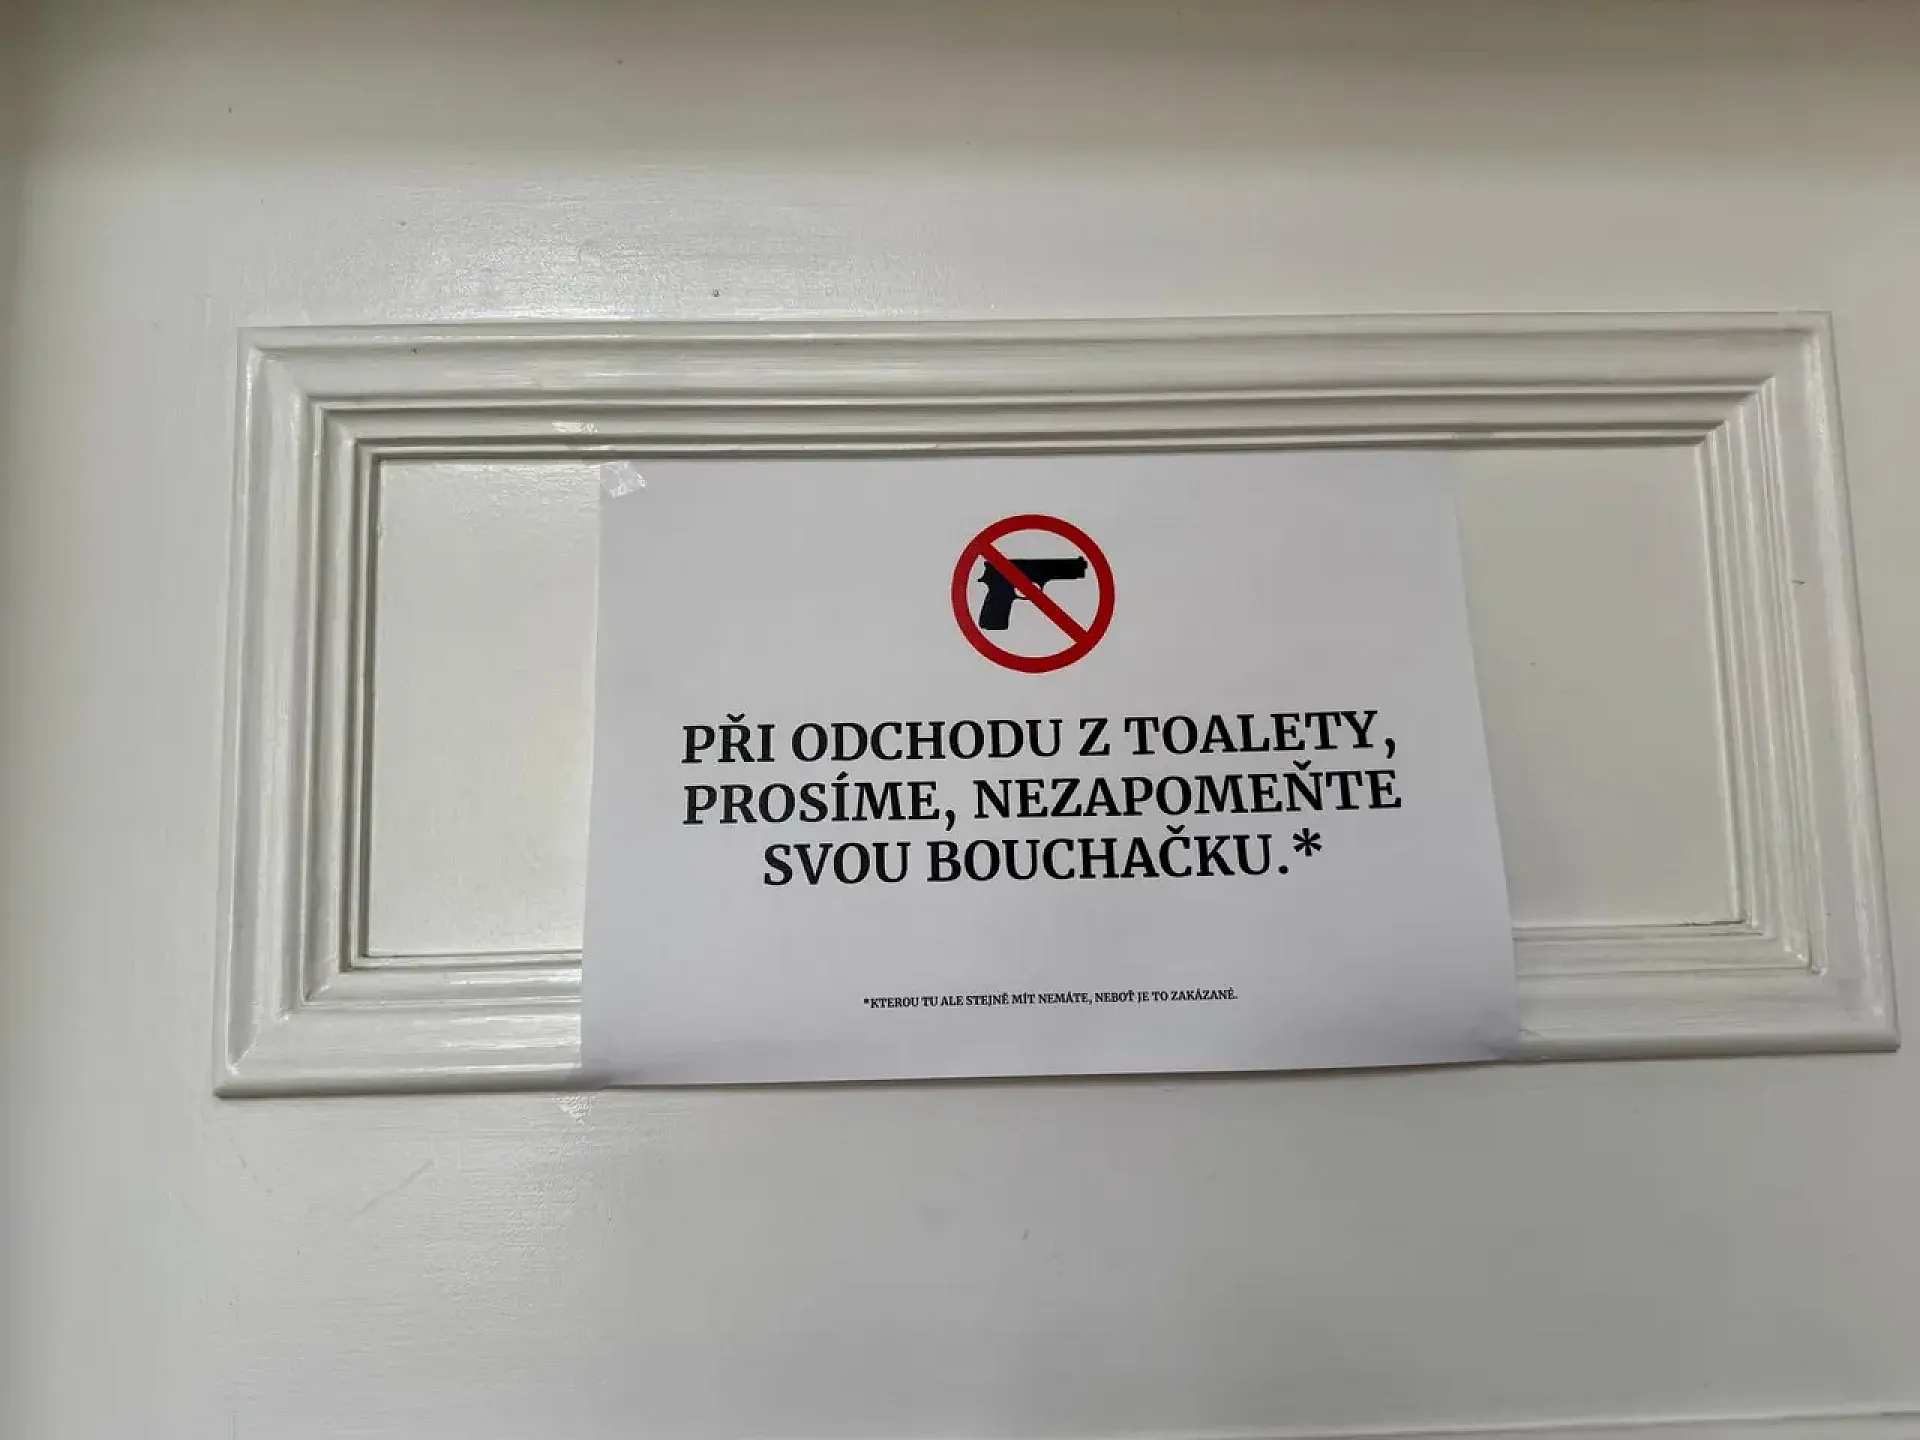 PŘI ODCHODU Z TOALETY,
PROSÍME, NEZAPOMEŇTE
SVOU BOUCHAČKU.*
*KTEROU TU ALE STEJNĚ MÍT NEMÁTE, NEBOŤ JE TO ZAKÁZANÉ.